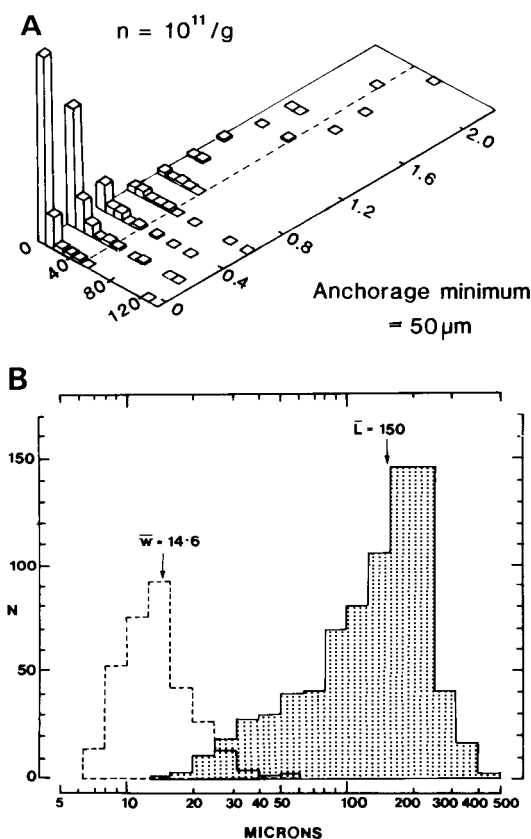 A
n = 10¹¹/g
0
40
80
120
0
0.4
0.8
1.2
1.6
2.0
Anchorage minimum
= 50 µm
B
L̄ = 150
w̄ = 14·6
150
100
50
0
N
5
10
20
30
40
50
100
200
300
400
500
MICRONS